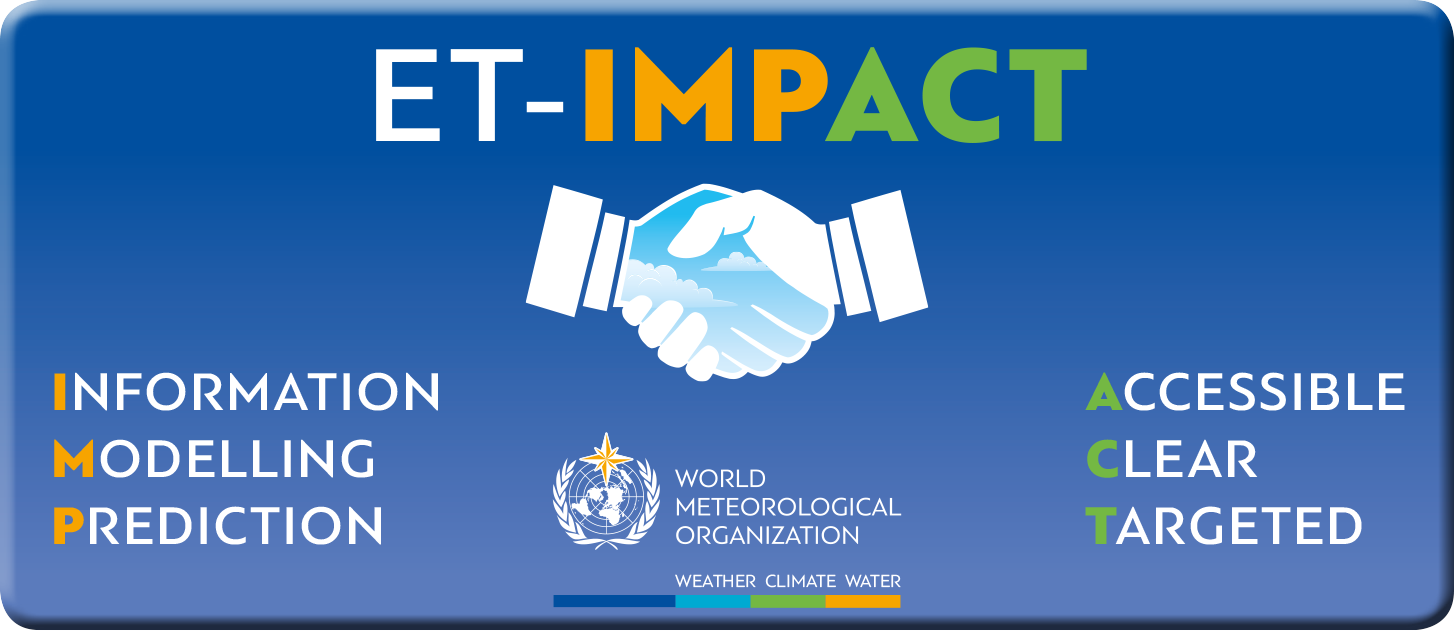 ET-IMPACT
INFORMATION
MODELLING
PREDICTION
ACCESSIBLE
CLEAR
TARGETED
WORLD
METEOROLOGICAL
ORGANIZATION
WEATHER CLIMATE WATER